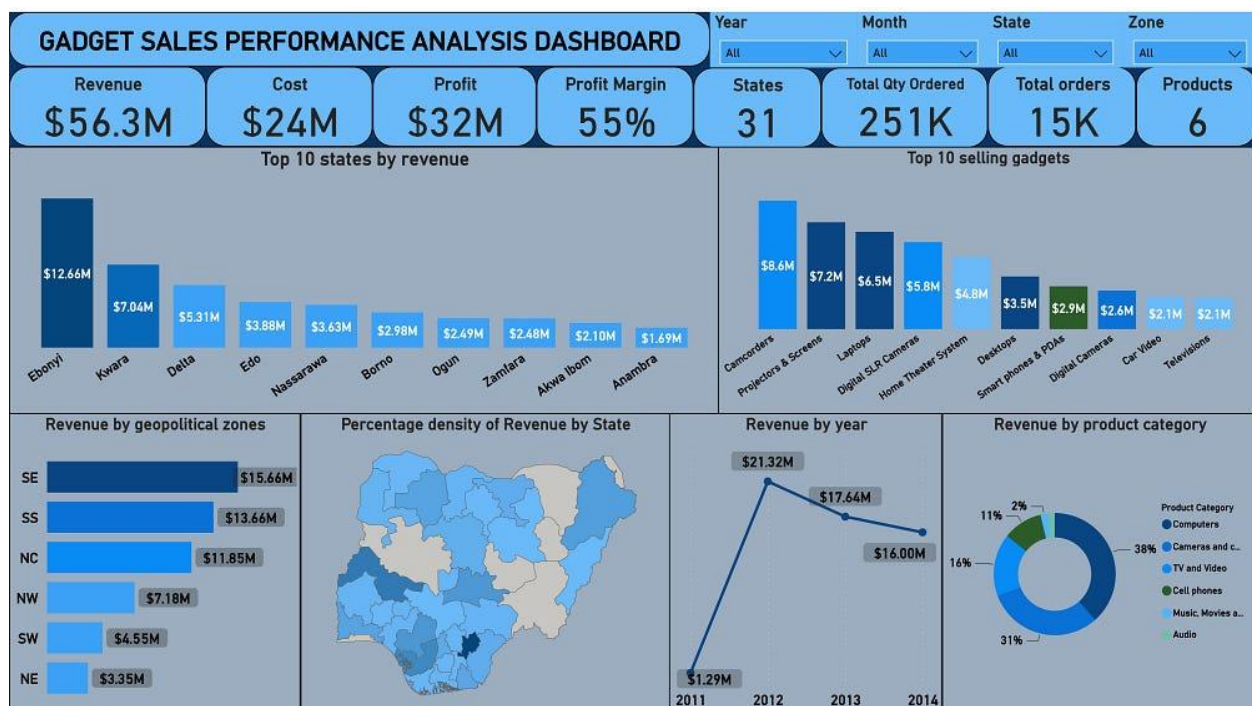 GADGET SALES PERFORMANCE ANALYSIS DASHBOARD
Year
All
Month
All
State
All
Zone
All
Revenue
$56.3M
Cost
$24M
Profit
$32M
Profit Margin
55%
States
31
Total Qty Ordered
251K
Total orders
15K
Products
6
Top 10 states by revenue
$12.66M
$7.04M
$5.31M
$3.88M
$3.63M
$2.98M
$2.49M
$2.48M
$2.10M
$1.69M
Ebonyi
Kwara
Delta
Edo
Nassarawa
Borno
Ogun
Zamfara
Akwa Ibom
Anambra
Top 10 selling gadgets
$8.6M
$7.2M
$6.5M
$5.8M
$4.8M
$3.5M
$2.9M
$2.6M
$2.1M
$2.1M
Camcorders
Projectors & Screens
Laptops
Digital SLR Cameras
Home Theater System
Desktops
Smart phones & PDAs
Digital Cameras
Car Video
Televisions
Revenue by geopolitical zones
SE $15.66M
SS $13.66M
NC $11.85M
NW $7.18M
SW $4.55M
NE $3.35M
Percentage density of Revenue by State
Revenue by year
$21.32M
$17.64M
$16.00M
$1.29M
2011 2012 2013 2014
Revenue by product category
2%
11%
16%
31%
38%
Product Category
Computers
Cameras and c...
TV and Video
Cell phones
Music, Movies a...
Audio